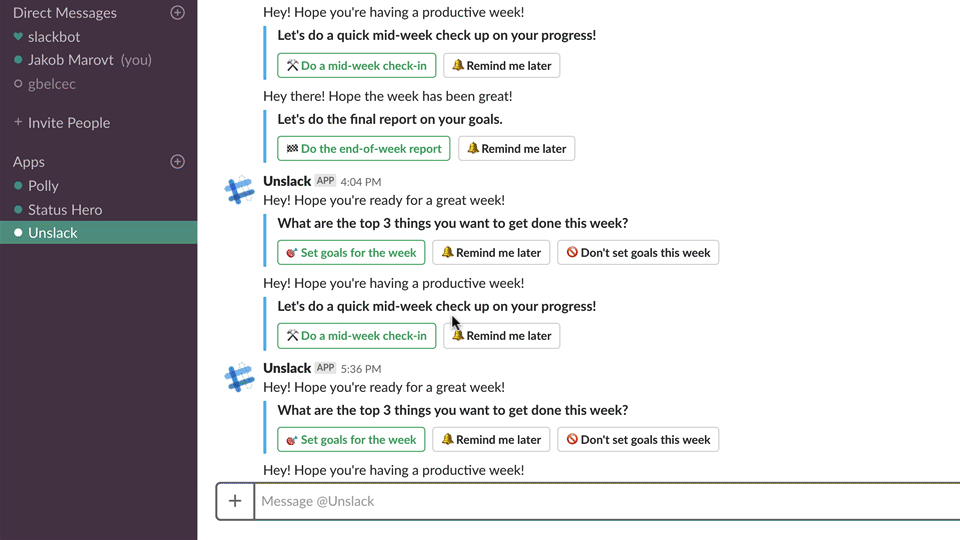 Direct Messages
slackbot
Jakob Marovt (you)
gbelcec
+ Invite People
Apps
Polly
Status Hero
Unslack
Hey! Hope you're having a productive week!
Let's do a quick mid-week check up on your progress!
Do a mid-week check-in Remind me later
Hey there! Hope the week has been great!
Let's do the final report on your goals.
Do the end-of-week report Remind me later
Unslack APP 4:04 PM
Hey! Hope you're ready for a great week!
What are the top 3 things you want to get done this week?
Set goals for the week Remind me later Don't set goals this week
Hey! Hope you're having a productive week!
Let's do a quick mid-week check up on your progress!
Do a mid-week check-in Remind me later
Unslack APP 5:36 PM
Hey! Hope you're ready for a great week!
What are the top 3 things you want to get done this week?
Set goals for the week Remind me later Don't set goals this week
Hey! Hope you're having a productive week!
+ Message @Unslack